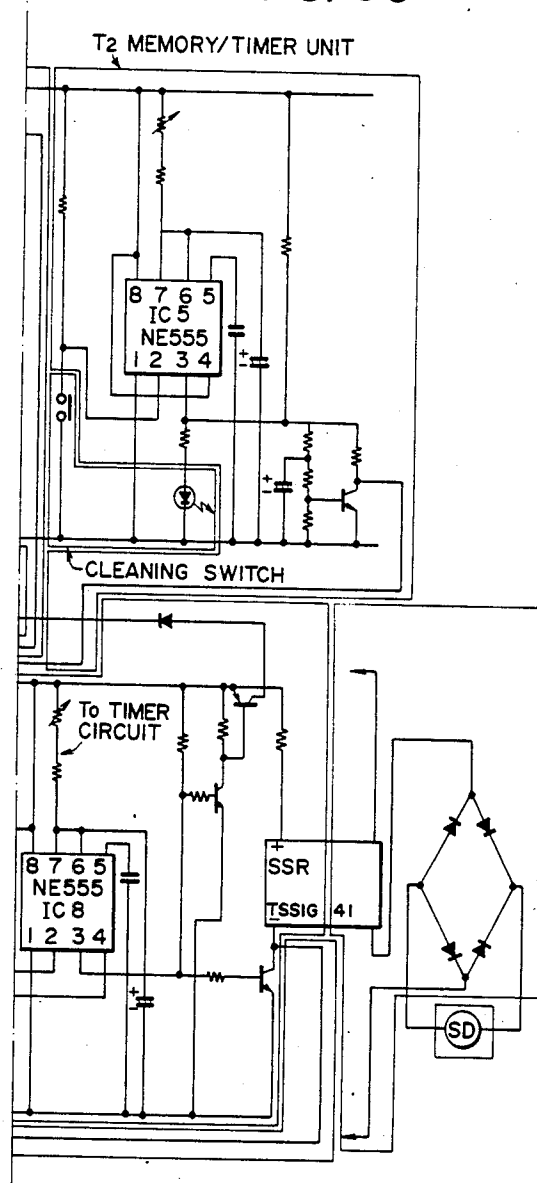 T2 MEMORY/TIMER UNIT
8 7 6 5
IC 5
NE555
1 2 3 4
+
-
+
-
CLEANING SWITCH
To TIMER
CIRCUIT
8 7 6 5
NE555
IC 8
1 2 3 4
+
-
+
SSR
TSSIG 41
-
SD